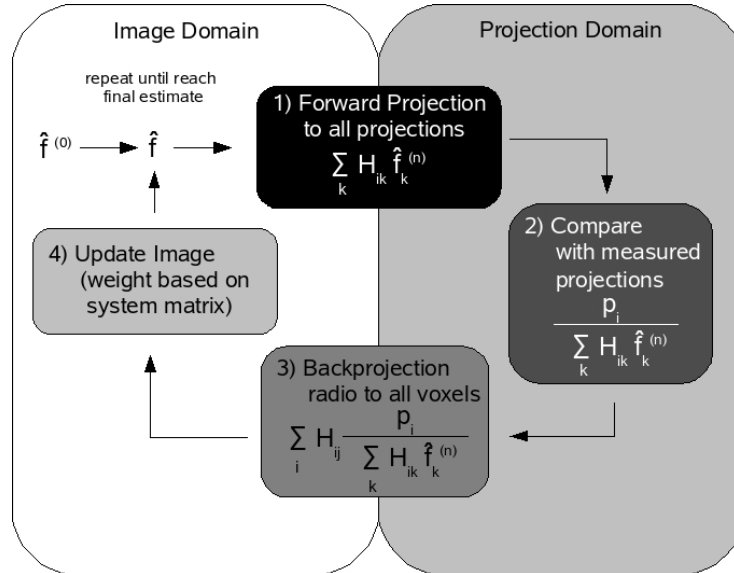 Image Domain
Projection Domain
repeat until reach
final estimate
f̂ (0)
f̂
1) Forward Projection
to all projections
∑ k H ik f̂ k (n)
2) Compare
with measured
projections
p i
∑ k H ik f̂ k (n)
4) Update Image
(weight based on
system matrix)
3) Backprojection
radio to all voxels
∑ i H ij p i
∑ k H ik f̂ k (n)